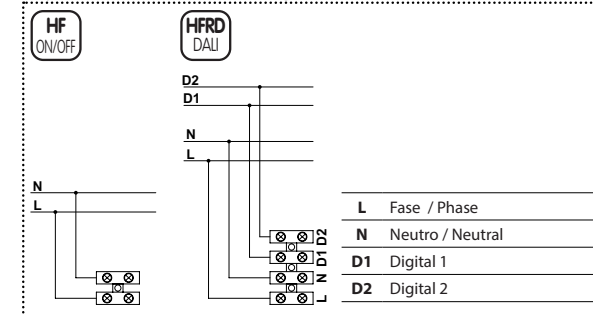 HF
ON/OFF
HFRD
DALI
D2
D1
N
L
N
L
D2
D1
N
L
L Fase / Phase
N Neutro / Neutral
D1 Digital 1
D2 Digital 2